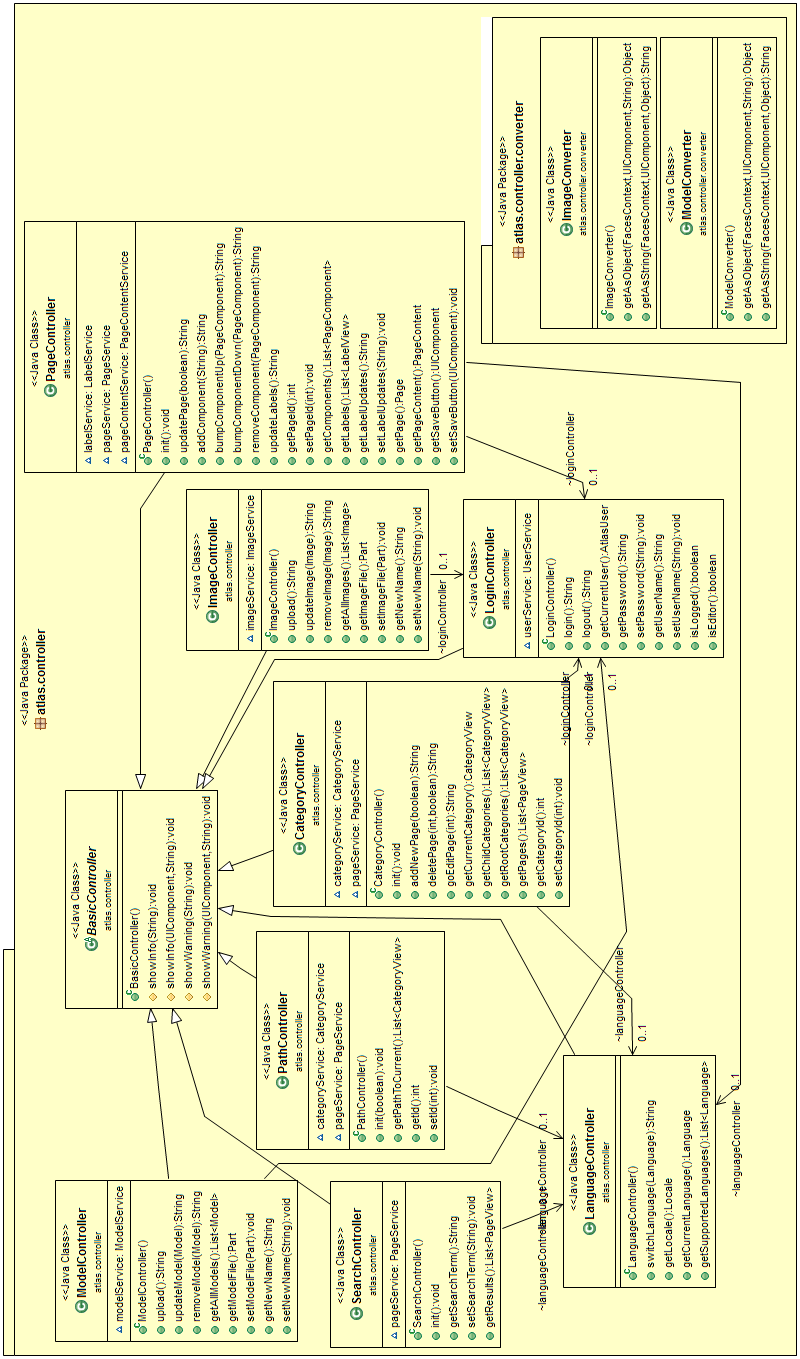 <<Java Package>>
atlas.controller
<<Java Class>>
ModelController
atlas.controller
modelService: ModelService
ModelController()
upload():String
updateModel(Model):String
removeModel(Model):String
getAllModels():List<Model>
getModelFile():Part
setModelFile(Part):void
getNewName():String
setNewName(String):void
<<Java Class>>
BasicController
atlas.controller
BasicController()
showInfo(String):void
showInfo(UIComponent,String):void
showWarning(String):void
showWarning(UIComponent,String):void
<<Java Class>>
PageController
atlas.controller
labelService: LabelService
pageService: PageService
pageContentService: PageContentService
PageController()
init():void
updatePage(boolean):String
addComponent(String):String
bumpComponentUp(PageComponent):String
bumpComponentDown(PageComponent):String
removeComponent(PageComponent):String
updateLabels():String
getPageId():int
setPageId(int):void
getComponents():List<PageComponent>
getLabels():List<LabelView>
getLabelUpdates():String
setLabelUpdates(String):void
getPage():Page
getPageContent():PageContent
getSaveButton():UIComponent
setSaveButton(UIComponent):void
<<Java Class>>
ImageController
atlas.controller
imageService: ImageService
ImageController()
upload():String
updateImage(Image):String
removeImage(Image):String
getAllImages():List<Image>
getImageFile():Part
setImageFile(Part):void
getNewName():String
setNewName(String):void
<<Java Class>>
PathController
atlas.controller
categoryService: CategoryService
pageService: PageService
PathController()
init(boolean):void
getPathToCurrent():List<CategoryView>
getId():int
setId(int):void
<<Java Class>>
CategoryController
atlas.controller
categoryService: CategoryService
pageService: PageService
CategoryController()
init():void
addNewPage(boolean):String
deletePage(int,boolean):String
goEditPage(int):String
getCurrentCategory():CategoryView
getChildCategories():List<CategoryView>
getRootCategories():List<CategoryView>
getPages():List<PageView>
getCategoryId():int
setCategoryId(int):void
<<Java Class>>
SearchController
atlas.controller
pageService: PageService
SearchController()
init():void
getSearchTerm():String
setSearchTerm(String):void
getResults():List<PageView>
~loginController
0..1
<<Java Class>>
LoginController
atlas.controller
userService: UserService
LoginController()
login():String
logout():String
getCurrentUser():AtlasUser
getPassword():String
setPassword(String):void
getUserName():String
setUserName(String):void
isLogged():boolean
isEditor():boolean
~loginController
0..1
~loginController
~loginController
0..1
0..1
~languageController
~languageController
0..1
0..1
<<Java Class>>
LanguageController
atlas.controller
LanguageController()
switchLanguage(Language):String
getLocale():Locale
getCurrentLanguage():Language
getSupportedLanguages():List<Language>
~languageController
0..1
~languageController
0..1
<<Java Package>>
atlas.controller.converter
<<Java Class>>
ImageConverter
atlas.controller.converter
ImageConverter()
getAsObject(FacesContext,UIComponent,String):Object
getAsString(FacesContext,UIComponent,Object):String
<<Java Class>>
ModelConverter
atlas.controller.converter
ModelConverter()
getAsObject(FacesContext,UIComponent,String):Object
getAsString(FacesContext,UIComponent,Object):String